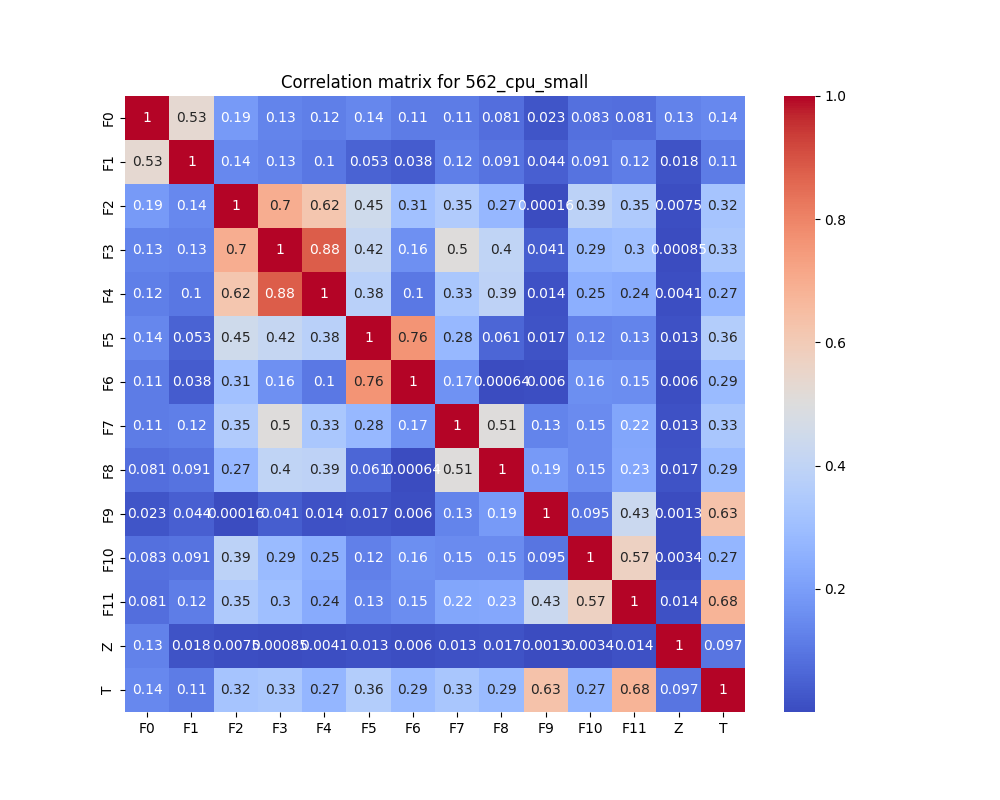 Correlation matrix for 562_cpu_small
F0 1 0.53 0.19 0.13 0.12 0.14 0.11 0.11 0.081 0.023 0.083 0.081 0.13 0.14
F1 0.53 1 0.14 0.13 0.1 0.053 0.038 0.12 0.091 0.044 0.091 0.12 0.018 0.11
F2 0.19 0.14 1 0.7 0.62 0.45 0.31 0.35 0.27 0.00016 0.39 0.35 0.0075 0.32
F3 0.13 0.13 0.7 1 0.88 0.42 0.16 0.5 0.4 0.041 0.29 0.3 0.00085 0.33
F4 0.12 0.1 0.62 0.88 1 0.38 0.1 0.33 0.39 0.014 0.25 0.24 0.0041 0.27
F5 0.14 0.053 0.45 0.42 0.38 1 0.76 0.28 0.061 0.017 0.12 0.13 0.013 0.36
F6 0.11 0.038 0.31 0.16 0.1 0.76 1 0.17 0.00064 0.006 0.16 0.15 0.006 0.29
F7 0.11 0.12 0.35 0.5 0.33 0.28 0.17 1 0.51 0.13 0.15 0.22 0.013 0.33
F8 0.081 0.091 0.27 0.4 0.39 0.061 0.00064 0.51 1 0.19 0.15 0.23 0.017 0.29
F9 0.023 0.044 0.00016 0.041 0.014 0.017 0.006 0.13 0.19 1 0.095 0.43 0.0013 0.63
F10 0.083 0.091 0.39 0.29 0.25 0.12 0.16 0.15 0.15 0.095 1 0.57 0.0034 0.27
F11 0.081 0.12 0.35 0.3 0.24 0.13 0.15 0.22 0.23 0.43 0.57 1 0.014 0.68
Z 0.13 0.018 0.0075 0.00085 0.0041 0.013 0.006 0.013 0.017 0.0013 0.0034 0.014 1 0.097
T 0.14 0.11 0.32 0.33 0.27 0.36 0.29 0.33 0.29 0.63 0.27 0.68 0.097 1
F0 F1 F2 F3 F4 F5 F6 F7 F8 F9 F10 F11 Z T
1.0
0.8
0.6
0.4
0.2